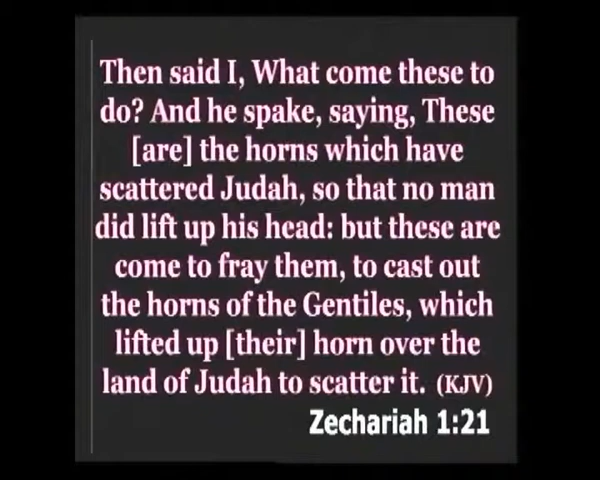 Then said I, What come these to
do? And he spake, saying, These
[are] the horns which have
scattered Judah, so that no man
did lift up his head: but these are
come to fray them, to cast out
the horns of the Gentiles, which
lifted up [their] horn over the
land of Judah to scatter it. (KJV)
Zechariah 1:21